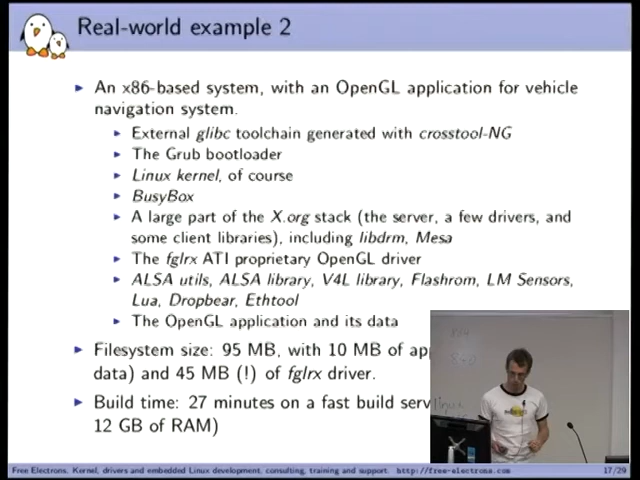 Real-world example 2
An x86-based system, with an OpenGL application for vehicle
navigation system.
External glibc toolchain generated with crosstool-NG
The Grub bootloader
Linux kernel, of course
BusyBox
A large part of the X.org stack (the server, a few drivers, and
some client libraries), including libdrm, Mesa
The fglrx ATI proprietary OpenGL driver
ALSA utils, ALSA library, V4L library, Flashrom, LM Sensors,
Lua, Dropbear, Ethtool
The OpenGL application and its data
Filesystem size: 95 MB, with 10 MB of
data) and 45 MB (!) of fglrx driver.
Build time: 27 minutes on a fast build
12 GB of RAM)
Free Electrons. Kernel, drivers and embedded Linux development, consulting, training and support. http://free-electrons.com
17/29